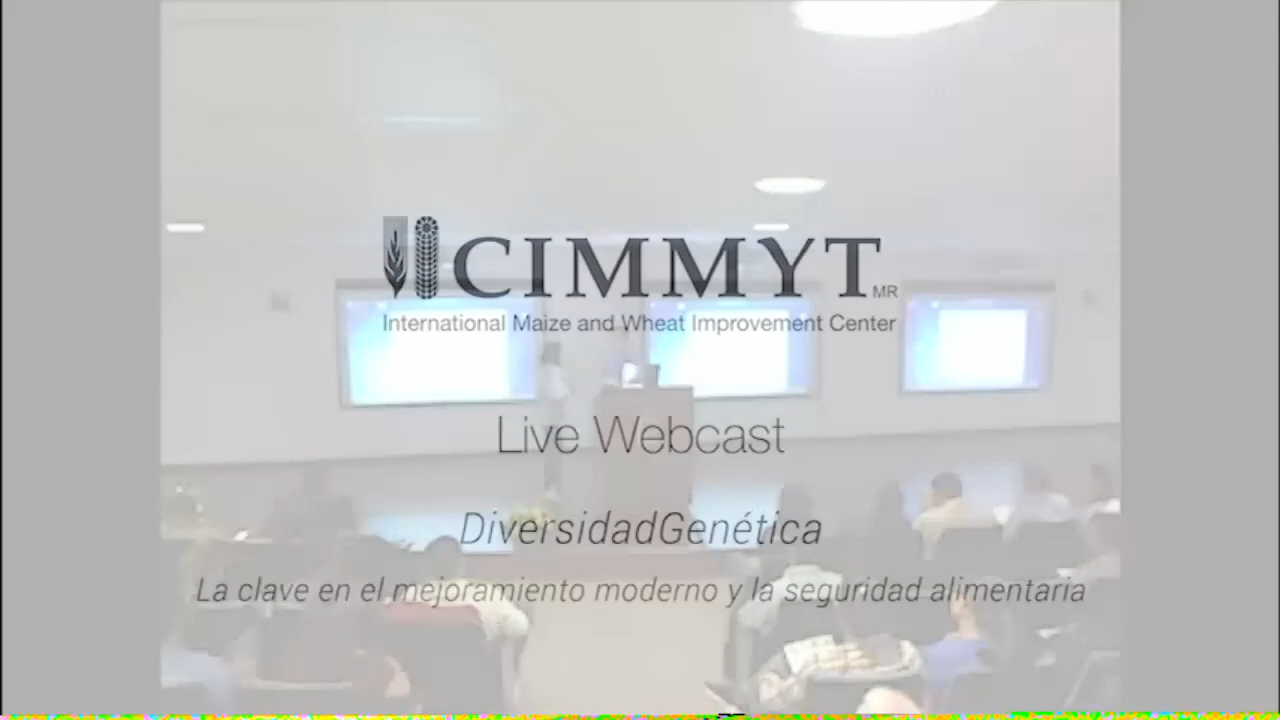 CIMMYT MR
International Maize and Wheat Improvement Center
Live Webcast
DiversidadGenética
La clave en el mejoramiento moderno y la seguridad alimentaria